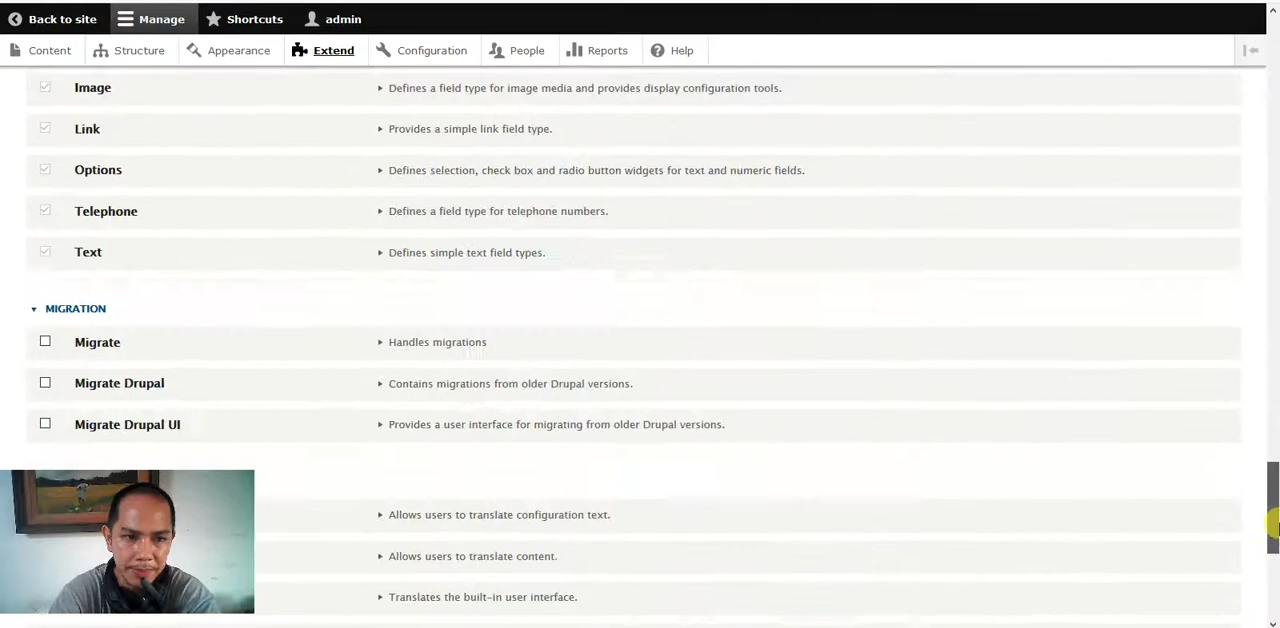 Back to site Manage Shortcuts admin
Content Structure Appearance Extend Configuration People Reports Help
Image Defines a field type for image media and provides display configuration tools.
Link Provides a simple link field type.
Options Defines selection, check box and radio button widgets for text and numeric fields.
Telephone Defines a field type for telephone numbers.
Text Defines simple text field types.
MIGRATION
Migrate Handles migrations
Migrate Drupal Contains migrations from older Drupal versions.
Migrate Drupal UI Provides a user interface for migrating from older Drupal versions.
Allows users to translate configuration text.
Allows users to translate content.
Translates the built-in user interface.